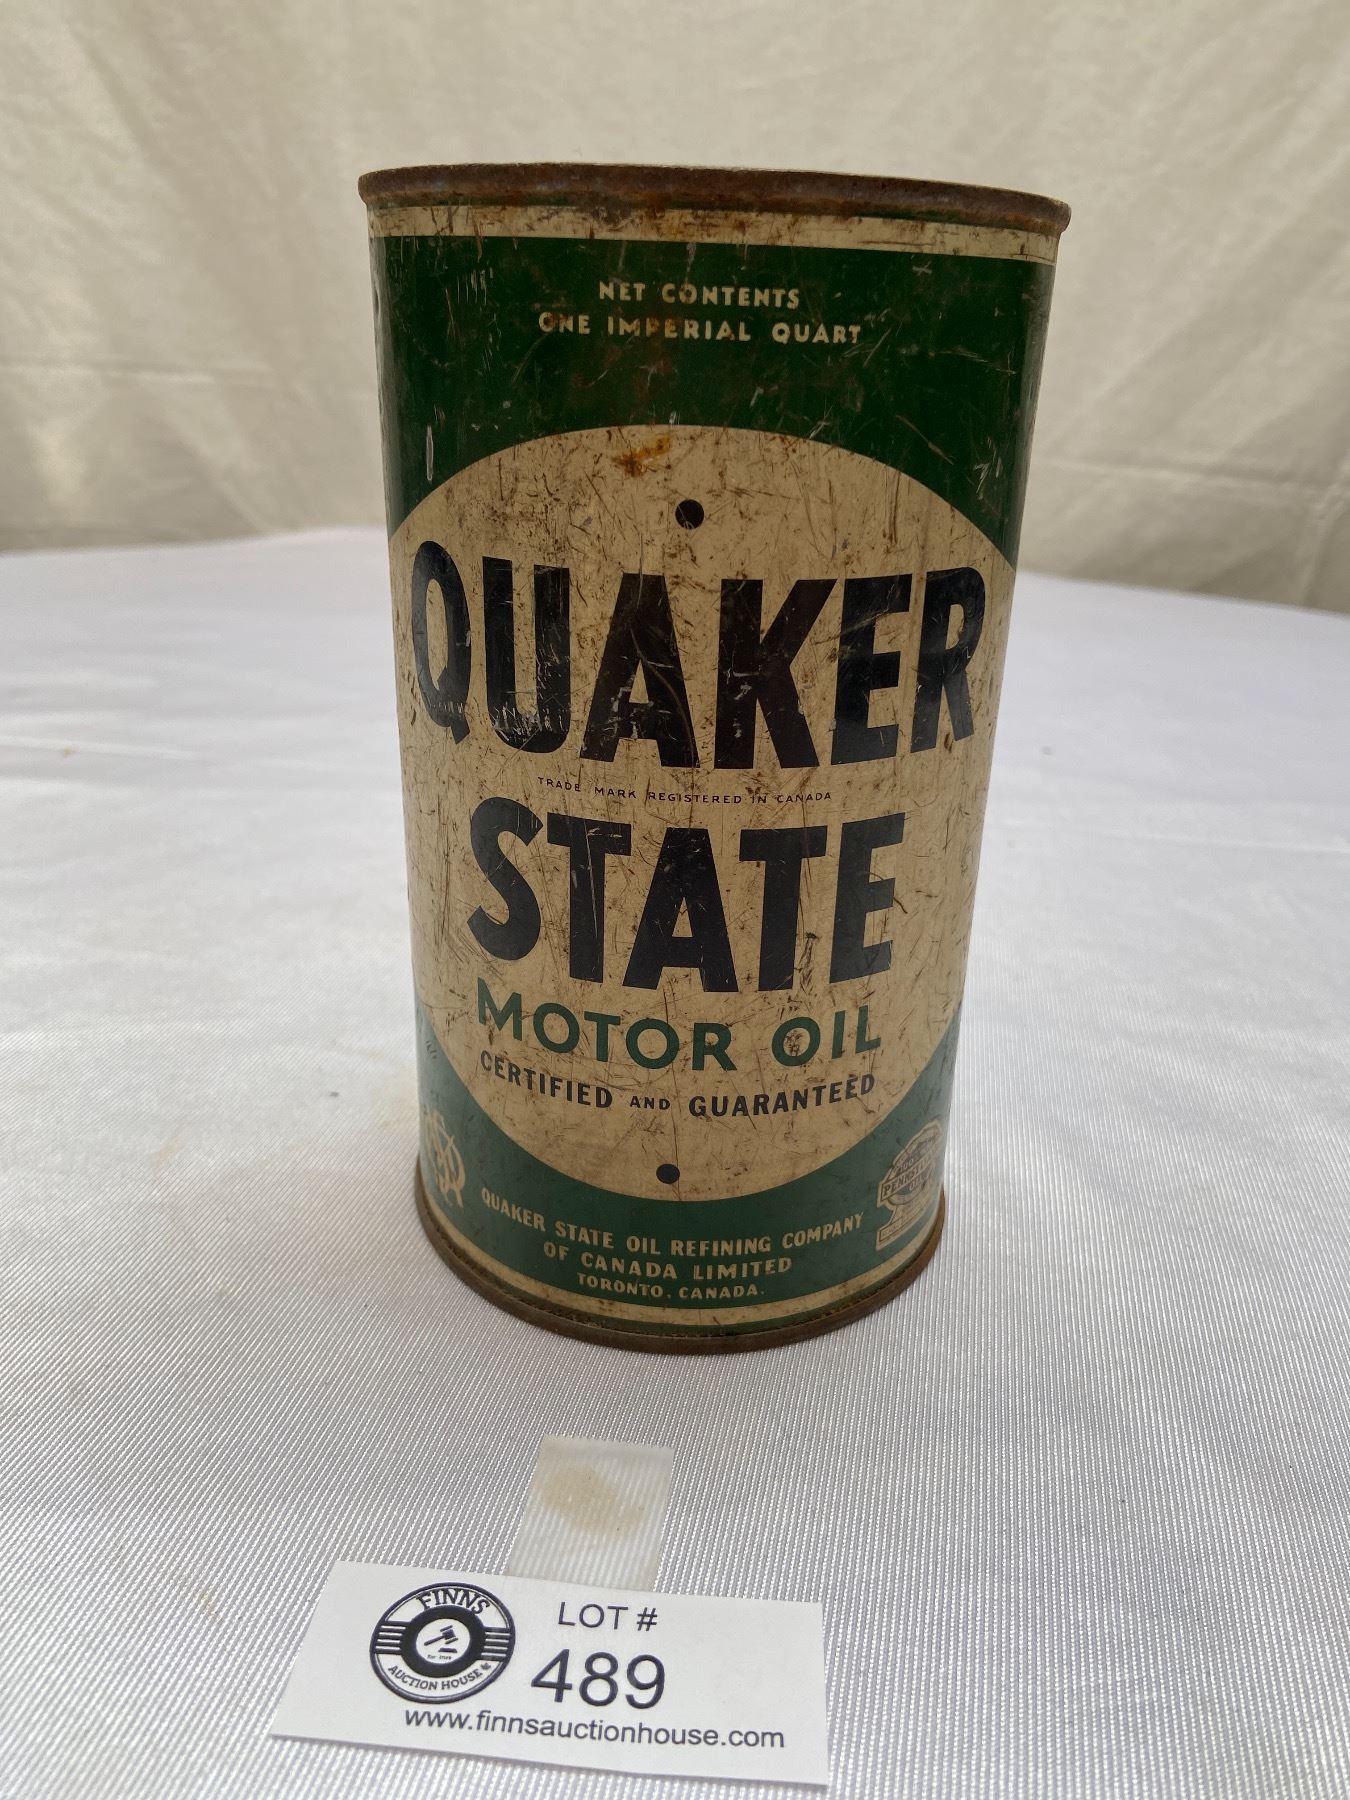 NET CONTENTS
ONE IMPERIAL QUART
QUAKER
TRADE MARK REGISTERED IN CANADA
STATE
MOTOR OIL
CERTIFIED AND GUARANTEED
QUAKER STATE OIL REFINING COMPANY
OF CANADA LIMITED
TORONTO, CANADA.
FINNS
AUCTION HOUSE
LOT #
489
www.finnsauctionhouse.com